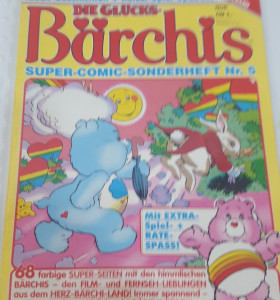 DIE GLÜCKS-
Bärchis
SUPER-COMIC-SONDERHEFT Nr. 5
Mit EXTRA-
Spiel- +
RATE-
SPASS!
68 farbige SUPER-SEITEN mit den himmlischen
BÄRCHIS - den FILM- und FERNSEH-LIEBLINGEN
aus dem HERZ-BÄRCHI-LAND! Immer spannend -